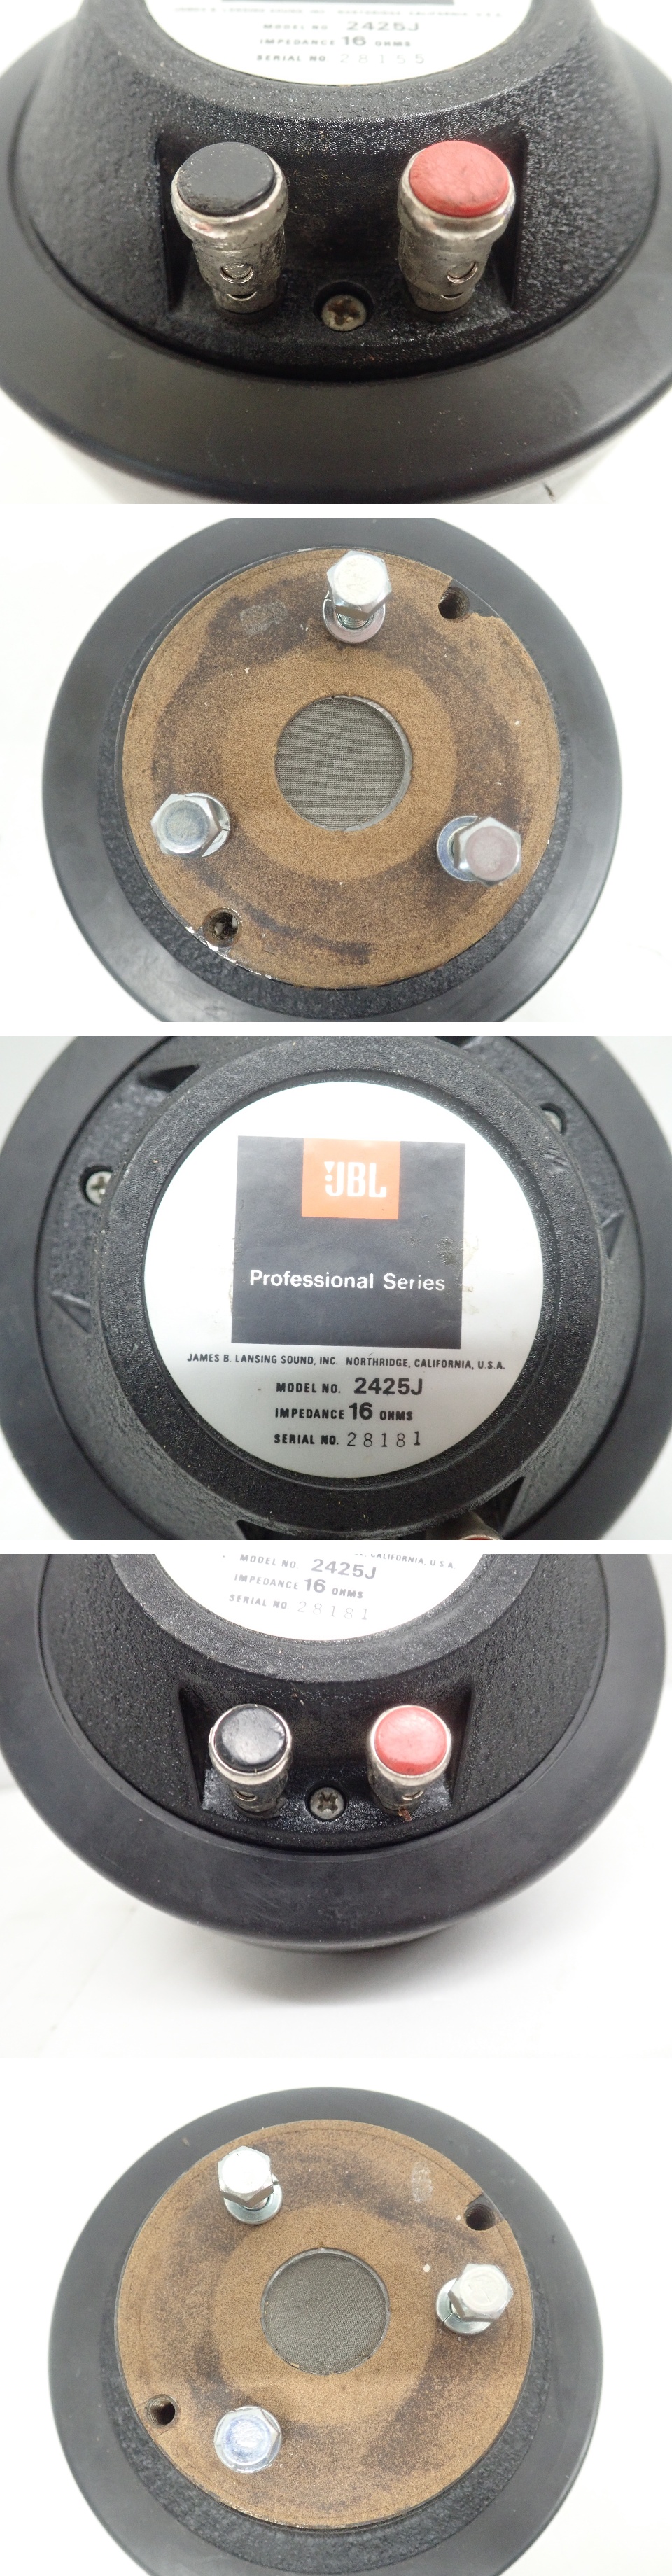 MODEL NO. 2425J
IMPEDANCE 16 OHMS
SERIAL NO. 28155
JBL
Professional Series
JAMES B. LANSING SOUND, INC. NORTHRIDGE, CALIFORNIA, U.S.A.
MODEL NO. 2425J
IMPEDANCE 16 OHMS
SERIAL NO. 28181
CALIFORNIA, U.S.A.
MODEL NO 2425J
IMPEDANCE 16 OHMS
SERIAL NO. 28181